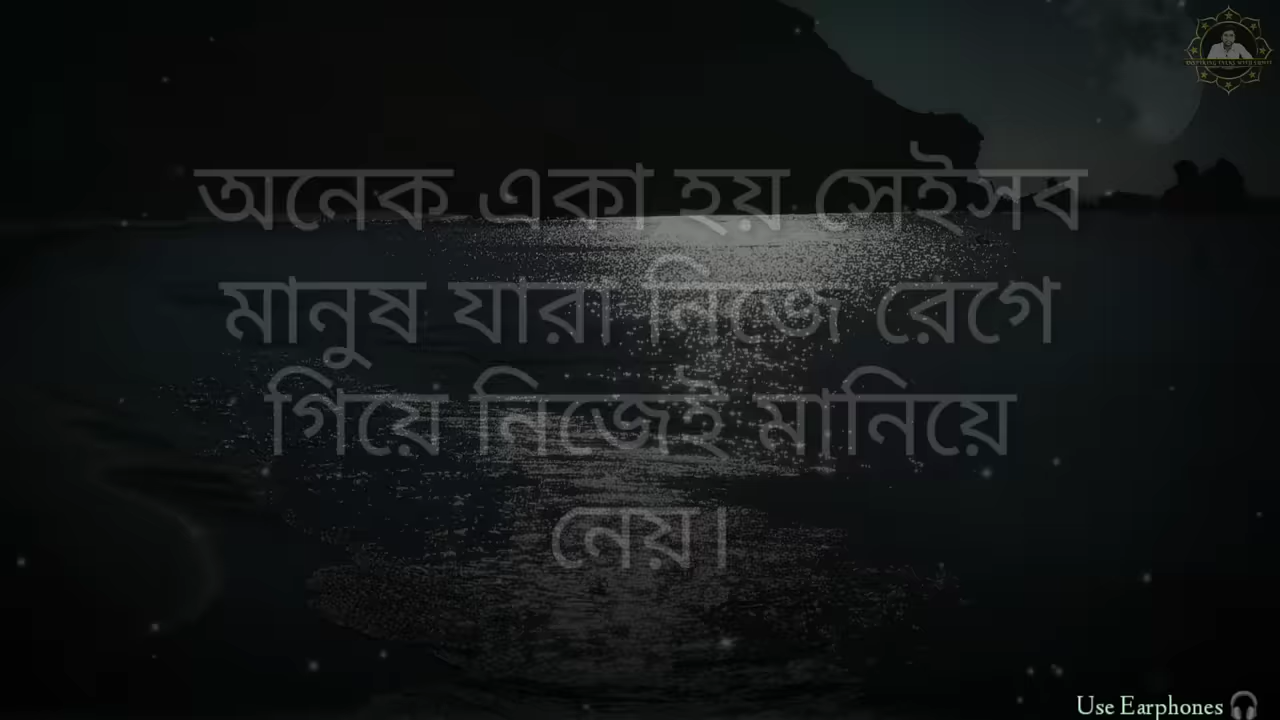 অনেক একা হয় সেইসব
মানুষ যারা নিজে রেগে
গিয়ে নিজেই মানিয়ে
নেয়।
Use Earphones